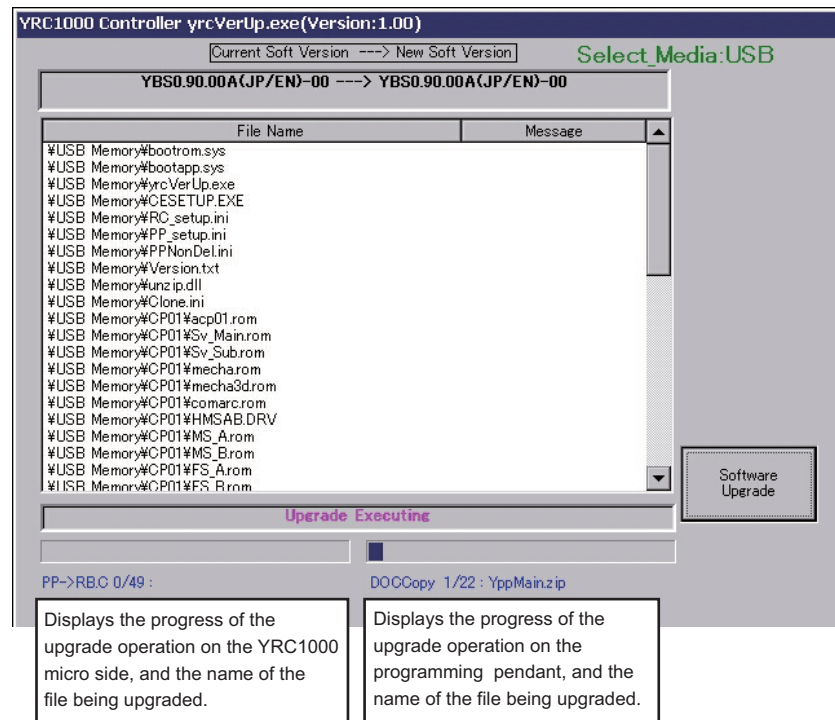 YRC1000 Controller yrcVerUp.exe(Version:1.00)
Current Soft Version ---> New Soft Version
Select_Media:USB
YBS0.90.00A(JP/EN)-00 ---> YBS0.90.00A(JP/EN)-00
File Name Message
¥USB Memory¥bootrom.sys
¥USB Memory¥bootapp.sys
¥USB Memory¥yrcVerUp.exe
¥USB Memory¥CESETUP.EXE
¥USB Memory¥RC_setup.ini
¥USB Memory¥PP_setup.ini
¥USB Memory¥PPNonDel.ini
¥USB Memory¥Version.txt
¥USB Memory¥unzip.dll
¥USB Memory¥Clone.ini
¥USB Memory¥CP01¥acp01.rom
¥USB Memory¥CP01¥Sv_Main.rom
¥USB Memory¥CP01¥Sv_Sub.rom
¥USB Memory¥CP01¥mecha.rom
¥USB Memory¥CP01¥mecha3d.rom
¥USB Memory¥CP01¥comarc.rom
¥USB Memory¥CP01¥HMSAB.DRV
¥USB Memory¥CP01¥MS_A.rom
¥USB Memory¥CP01¥MS_B.rom
¥USB Memory¥CP01¥FS_A.rom
¥USB Memory¥CP01¥FS_B.rom
Software
Upgrade
Upgrade Executing
PP->RB.C 0/49 :
DOCCopy 1/22 : YppMain.zip
Displays the progress of the
upgrade operation on the YRC1000
micro side, and the name of the
file being upgraded.
Displays the progress of the
upgrade operation on the
programming pendant, and the
name of the file being upgraded.